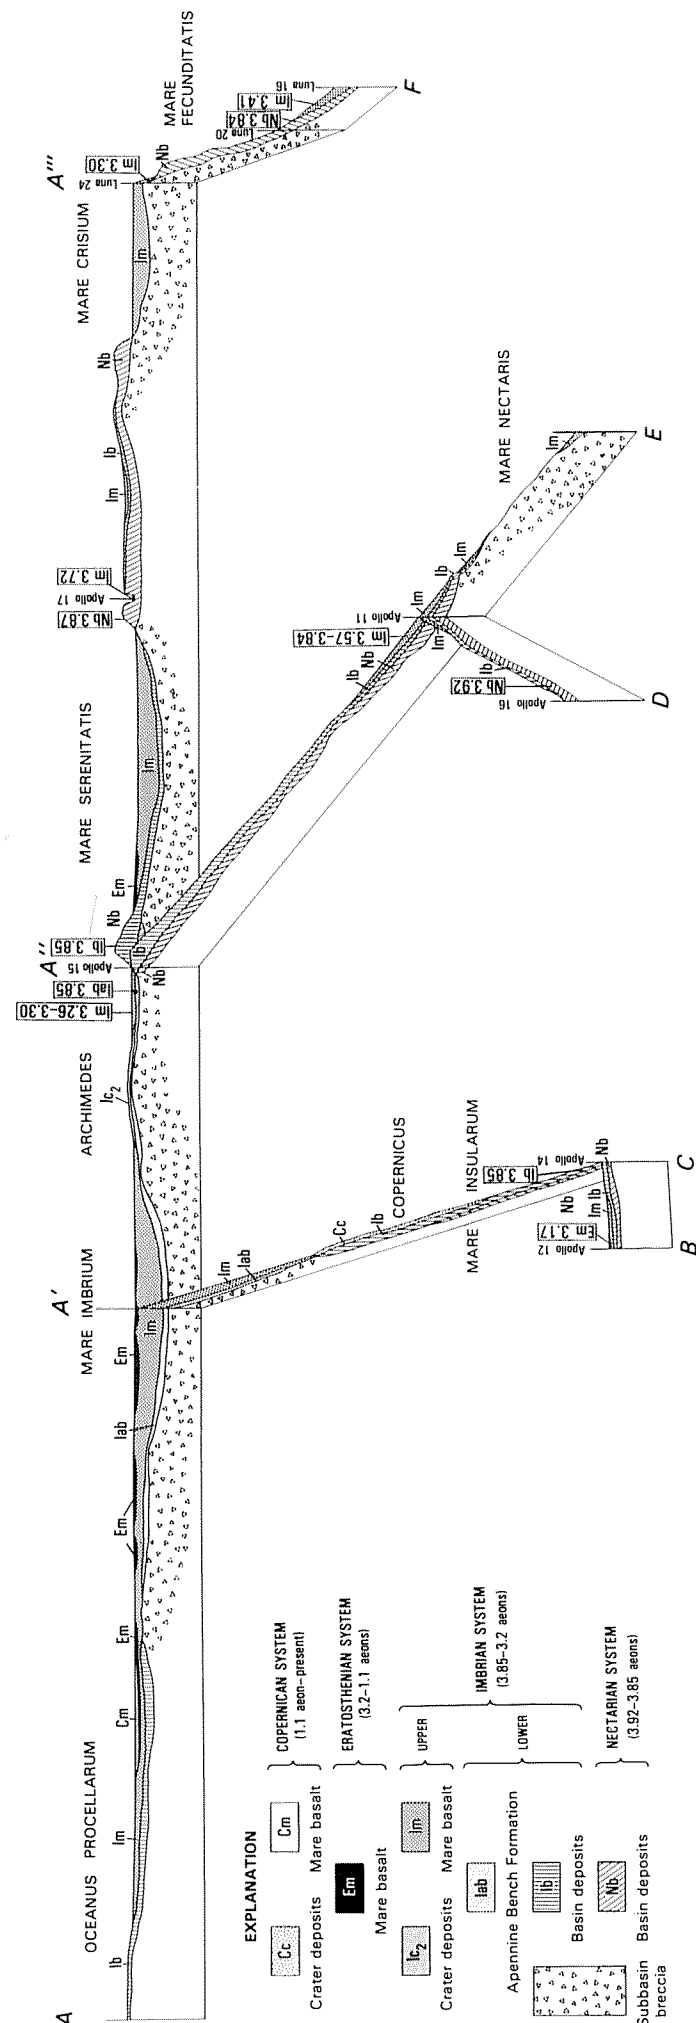 A
OCEANUS PROCELLARUM
Ib
Im
Cm
Em
Em
Iab
Em
Im
MARE IMBRIUM
A'
ARCHIMEDES
Ic2
Im 3.26–3.30
Iab 3.85
Apollo 15
A''
Nb
Ib 3.85
Ib
Nb
Em
MARE SERENITATIS
Im
Nb 3.87
Apollo 17
Im 3.72
Im
Ib
Nb
MARE CRISIUM
Im
Luna 24
Im 3.30
A'''
Nb
MARE
FECUNDITATIS
Luna 20
Nb 3.84
Im 3.41
Luna 16
F
Im
Iab
Cc
Ib
COPERNICUS
MARE INSULARUM
Ib 3.85
Apollo 14
Nb
C
Nb
Im Ib
Em 3.17
Apollo 12
B
Ib
Nb
Im 3.57–3.84
Apollo 11
Im
Im
Ib
Nb 3.92
Apollo 16
D
Ib
Im
MARE NECTARIS
Im
E
EXPLANATION
Cc
Crater deposits
Cm
Mare basalt
COPERNICAN SYSTEM
(1.1 aeon–present)
Em
Mare basalt
ERATOSTHENIAN SYSTEM
(3.2–1.1 aeons)
Ic2
Crater deposits
Im
Mare basalt
UPPER
Iab
Apennine Bench Formation
Ib
Basin deposits
LOWER
IMBRIAN SYSTEM
(3.85–3.2 aeons)
Subbasin
breccia
Nb
Basin deposits
NECTARIAN SYSTEM
(3.92–3.85 aeons)